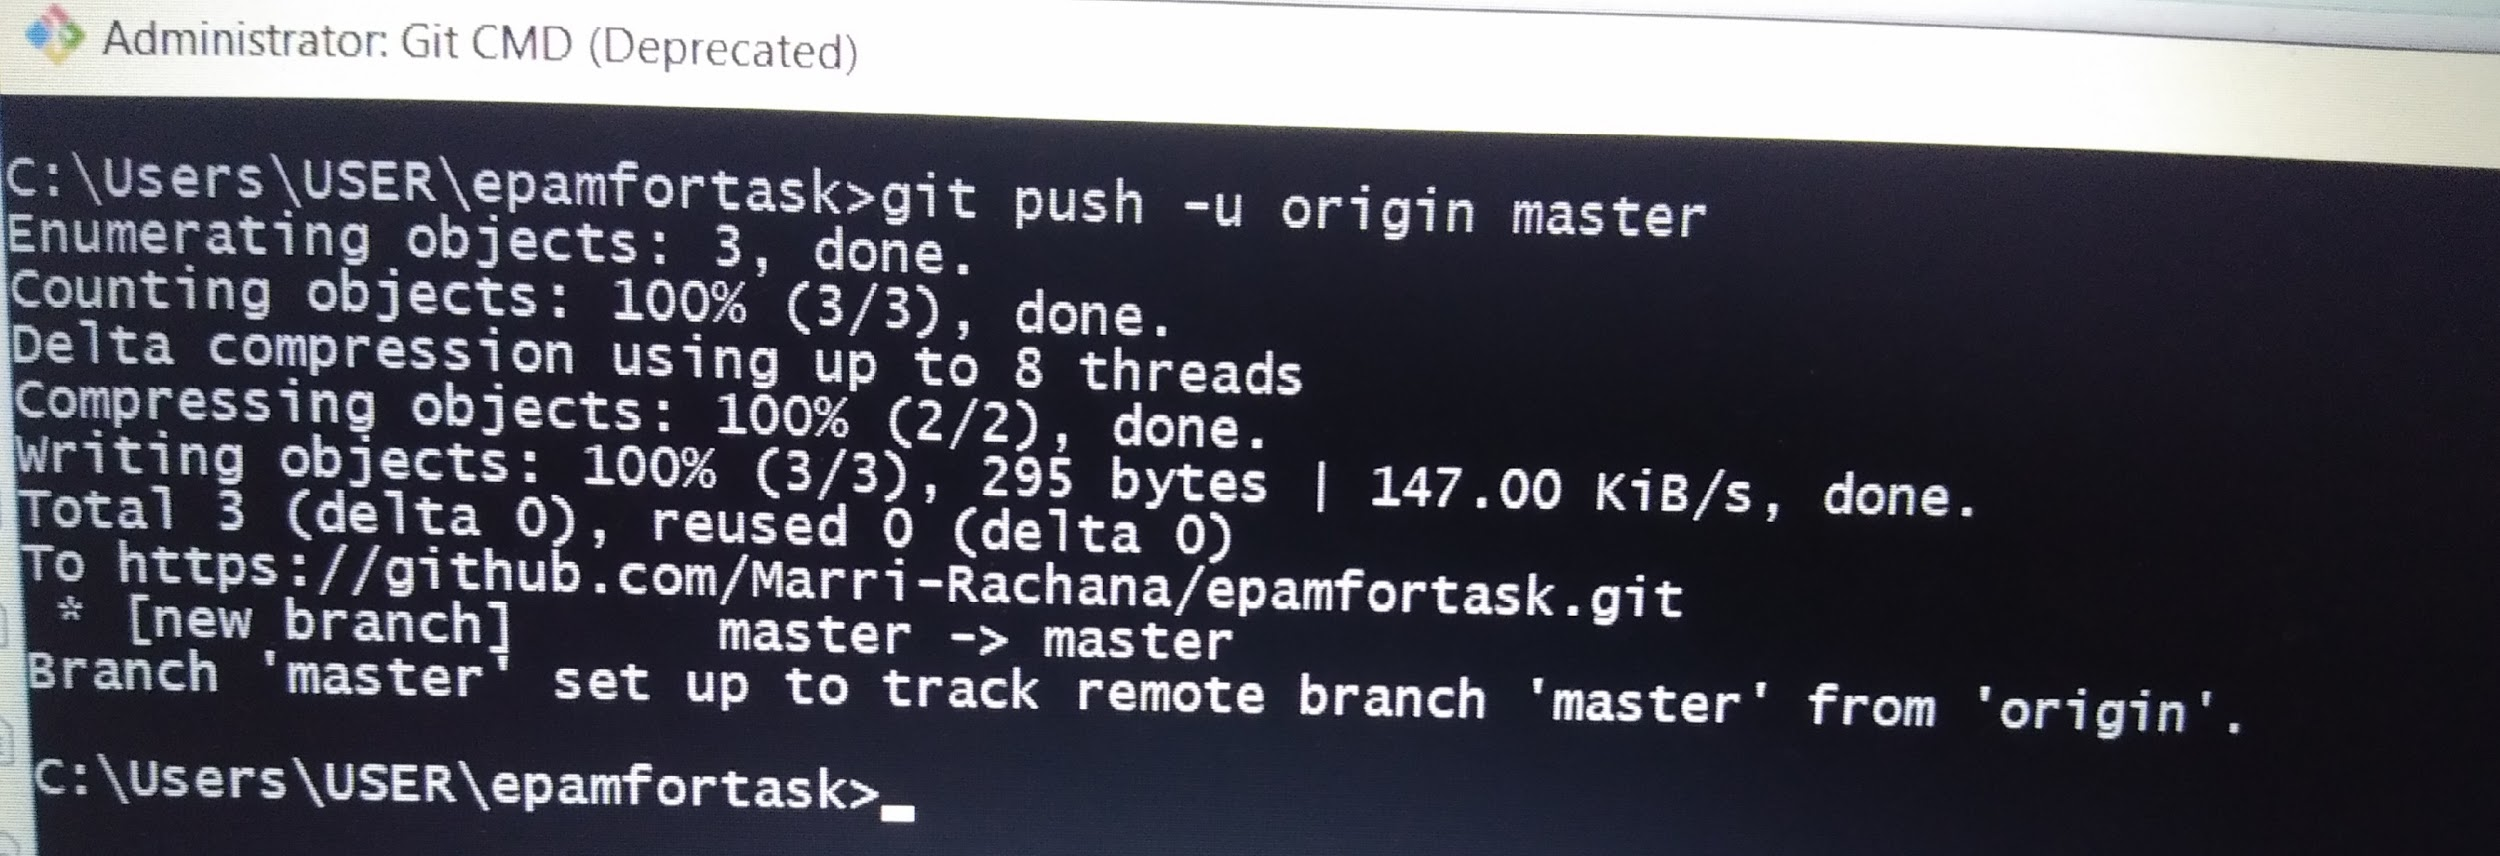 Administrator: Git CMD (Deprecated)
C:\Users\USER\epamfortask>git push -u origin master
Enumerating objects: 3, done.
Counting objects: 100% (3/3), done.
Delta compression using up to 8 threads
Compressing objects: 100% (2/2), done.
Writing objects: 100% (3/3), 295 bytes | 147.00 KiB/s, done.
Total 3 (delta 0), reused 0 (delta 0)
To https://github.com/Marri-Rachana/epamfortask.git
 * [new branch]      master -> master
Branch 'master' set up to track remote branch 'master' from 'origin'.
C:\Users\USER\epamfortask>